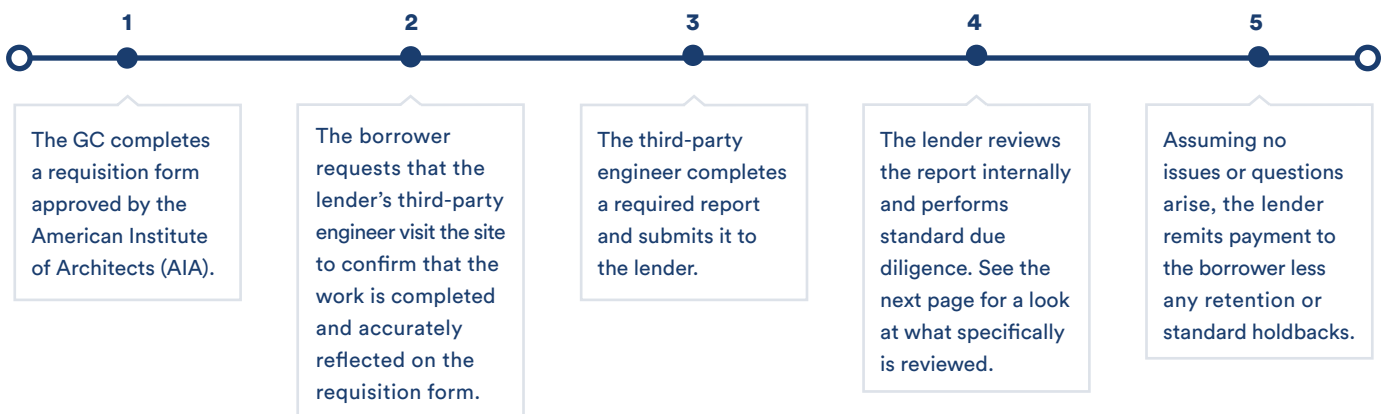 1
The GC completes
a requisition form
approved by the
American Institute
of Architects (AIA).
2
The borrower
requests that the
lender’s third-party
engineer visit the site
to confirm that the
work is completed
and accurately
reflected on the
requisition form.
3
The third-party
engineer completes
a required report
and submits it to
the lender.
4
The lender reviews
the report internally
and performs
standard due
diligence. See the
next page for a look
at what specifically
is reviewed.
5
Assuming no
issues or questions
arise, the lender
remits payment to
the borrower less
any retention or
standard holdbacks.